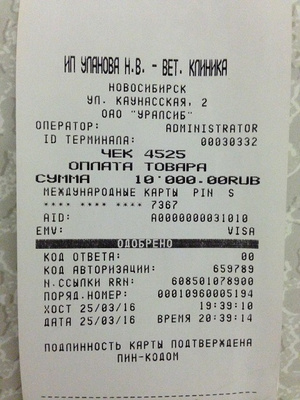 ИП УЛАНОВА Н.В. - ВЕТ. КЛИНИКА
НОВОСИБИРСК
УЛ. КАУНАССКАЯ, 2
ОАО "УРАЛСИБ"
ОПЕРАТОР: ADMINISTRATOR
ID ТЕРМИНАЛА: 00030332
ЧЕК 4525
ОПЛАТА ТОВАРА
СУММА 10'000.00RUB
МЕЖДУНАРОДНЫЕ КАРТЫ PIN S
**** **** **** 7367
AID: A0000000031010
EMV: VISA
ОДОБРЕНО
КОД ОТВЕТА: 00
КОД АВТОРИЗАЦИИ: 659789
N.ССЫЛКИ RRN: 608501078900
ПОРЯД.НОМЕР: 00010960005194
ХОСТ 25/03/16 19:39:10
ДАТА 25/03/16 ВРЕМЯ 20:39:14
ПОДЛИННОСТЬ КАРТЫ ПОДТВЕРЖДЕНА
ПИН-КОДОМ